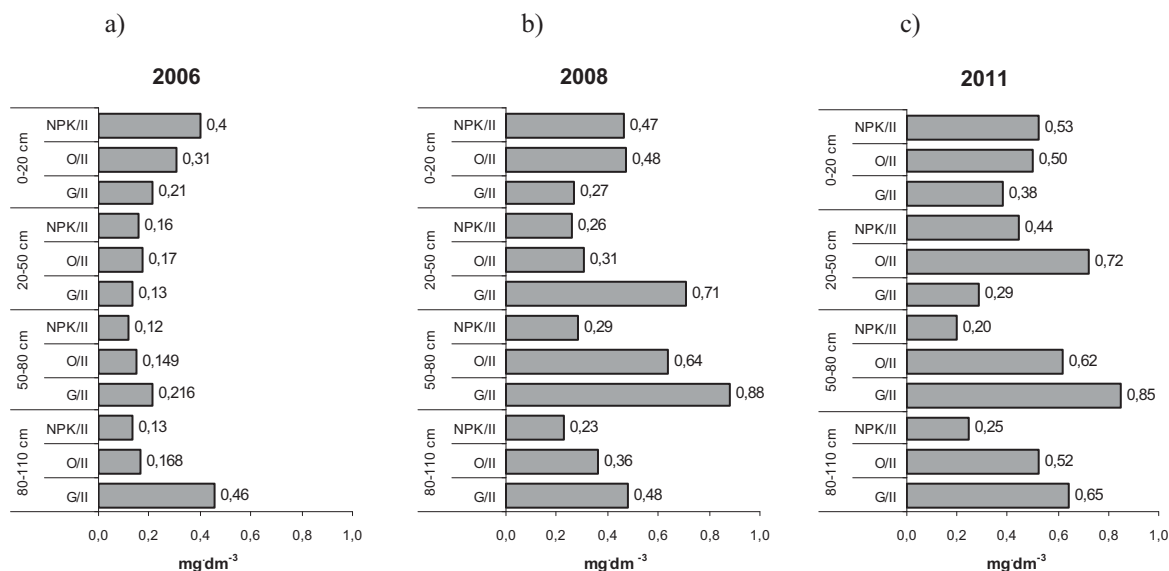 a)
2006
0-20 cm
NPK/II 0,4
O/II 0,31
G/II 0,21
20-50 cm
NPK/II 0,16
O/II 0,17
G/II 0,13
50-80 cm
NPK/II 0,12
O/II 0,149
G/II 0,216
80-110 cm
NPK/II 0,13
O/II 0,168
G/II 0,46
0,0 0,2 0,4 0,6 0,8 1,0
mg·dm⁻³
b)
2008
0-20 cm
NPK/II 0,47
O/II 0,48
G/II 0,27
20-50 cm
NPK/II 0,26
O/II 0,31
G/II 0,71
50-80 cm
NPK/II 0,29
O/II 0,64
G/II 0,88
80-110 cm
NPK/II 0,23
O/II 0,36
G/II 0,48
0,0 0,2 0,4 0,6 0,8 1,0
mg·dm⁻³
c)
2011
0-20 cm
NPK/II 0,53
O/II 0,50
G/II 0,38
20-50 cm
NPK/II 0,44
O/II 0,72
G/II 0,29
50-80 cm
NPK/II 0,20
O/II 0,62
G/II 0,85
80-110 cm
NPK/II 0,25
O/II 0,52
G/II 0,65
0,0 0,2 0,4 0,6 0,8 1,0
mg·dm⁻³